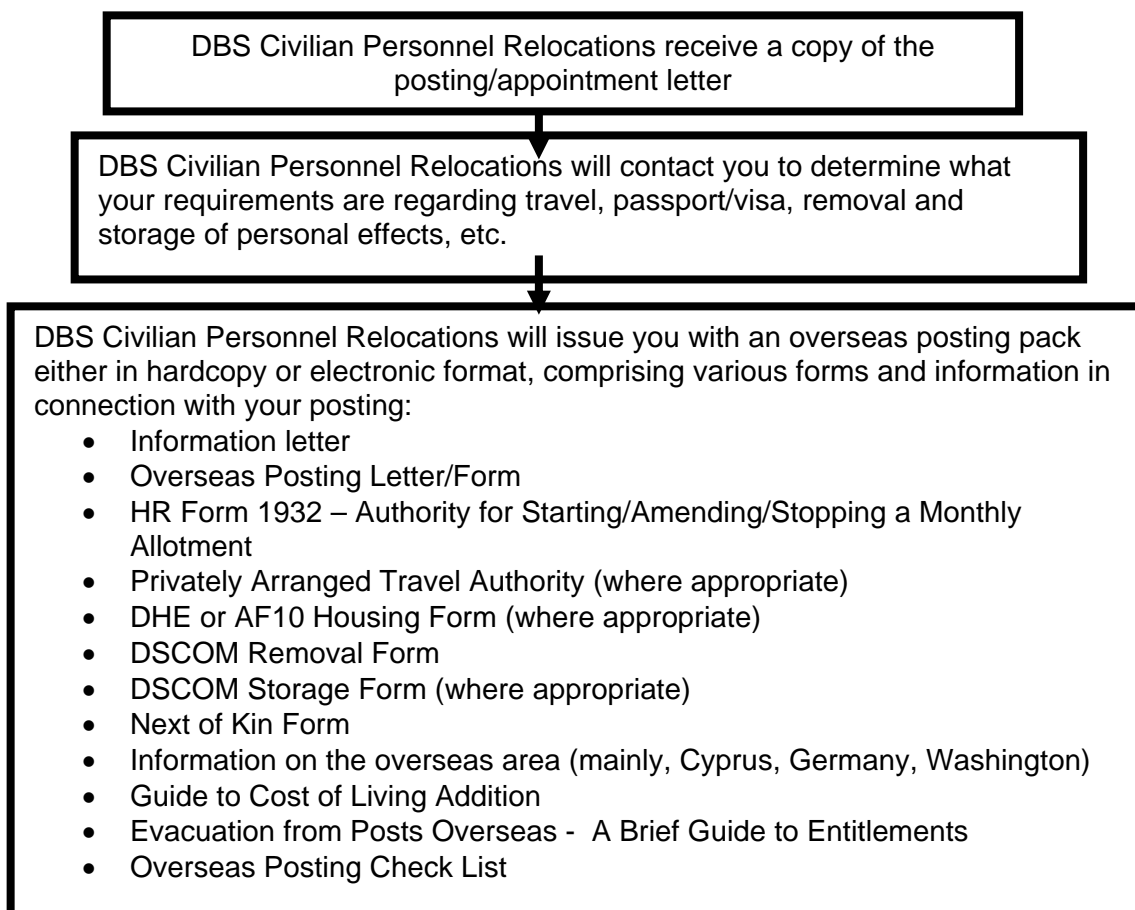 DBS Civilian Personnel Relocations receive a copy of the
posting/appointment letter
DBS Civilian Personnel Relocations will contact you to determine what
your requirements are regarding travel, passport/visa, removal and
storage of personal effects, etc.
DBS Civilian Personnel Relocations will issue you with an overseas posting pack
either in hardcopy or electronic format, comprising various forms and information in
connection with your posting:
• Information letter
• Overseas Posting Letter/Form
• HR Form 1932 – Authority for Starting/Amending/Stopping a Monthly
Allotment
• Privately Arranged Travel Authority (where appropriate)
• DHE or AF10 Housing Form (where appropriate)
• DSCOM Removal Form
• DSCOM Storage Form (where appropriate)
• Next of Kin Form
• Information on the overseas area (mainly, Cyprus, Germany, Washington)
• Guide to Cost of Living Addition
• Evacuation from Posts Overseas - A Brief Guide to Entitlements
• Overseas Posting Check List